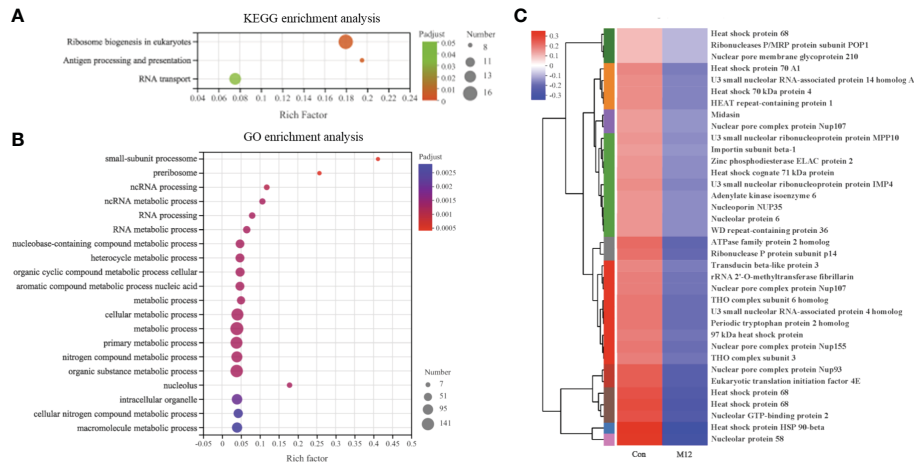 A
KEGG enrichment analysis
Ribosome biogenesis in eukaryotes
Antigen processing and presentation
RNA transport
0.04 0.06 0.08 0.1 0.12 0.14 0.16 0.18 0.2 0.22 0.24
Rich Factor
Padjust
0.05
0.04
0.03
0.02
0.01
0
Number
8
11
13
16
B
GO enrichment analysis
small-subunit processome
preribosome
ncRNA processing
ncRNA metabolic process
RNA processing
RNA metabolic process
nucleobase-containing compound metabolic process
heterocycle metabolic process
organic cyclic compound metabolic process cellular
aromatic compound metabolic process nucleic acid
metabolic process
cellular metabolic process
metabolic process
primary metabolic process
nitrogen compound metabolic process
organic substance metabolic process
nucleolus
intracellular organelle
cellular nitrogen compound metabolic process
macromolecule metabolic process
0 0.05 0.1 0.15 0.2 0.25 0.3 0.35 0.4 0.45 0.5
Rich factor
Padjust
0.0025
0.002
0.0015
0.001
0.0005
Number
7
51
95
141
C
0.3
0.2
0.1
0
-0.1
-0.2
-0.3
Heat shock protein 68
Ribonucleases P/MRP protein subunit POP1
Nuclear pore membrane glycoprotein 210
Heat shock protein 70 A1
U3 small nucleolar RNA-associated protein 14 homolog A
Heat shock 70 kDa protein 4
HEAT repeat-containing protein 1
Midasin
Nuclear pore complex protein Nup107
U3 small nucleolar ribonucleoprotein protein MPP10
Importin subunit beta-1
Zinc phosphodiesterase ELAC protein 2
Heat shock cognate 71 kDa protein
U3 small nucleolar ribonucleoprotein protein IMP4
Adenylate kinase isoenzyme 6
Nucleoporin NUP35
Nucleolar protein 6
WD repeat-containing protein 36
ATPase family protein 2 homolog
Ribonuclease P protein subunit p14
Transducin beta-like protein 3
rRNA 2'-O-methyltransferase fibrillarin
Nuclear pore complex protein Nup107
THO complex subunit 6 homolog
U3 small nucleolar RNA-associated protein 4 homolog
Periodic tryptophan protein 2 homolog
97 kDa heat shock protein
Nuclear pore complex protein Nup155
THO complex subunit 3
Nuclear pore complex protein Nup93
Eukaryotic translation initiation factor 4E
Heat shock protein 68
Heat shock protein 68
Nucleolar GTP-binding protein 2
Heat shock protein HSP 90-beta
Nucleolar protein 58
Con M12